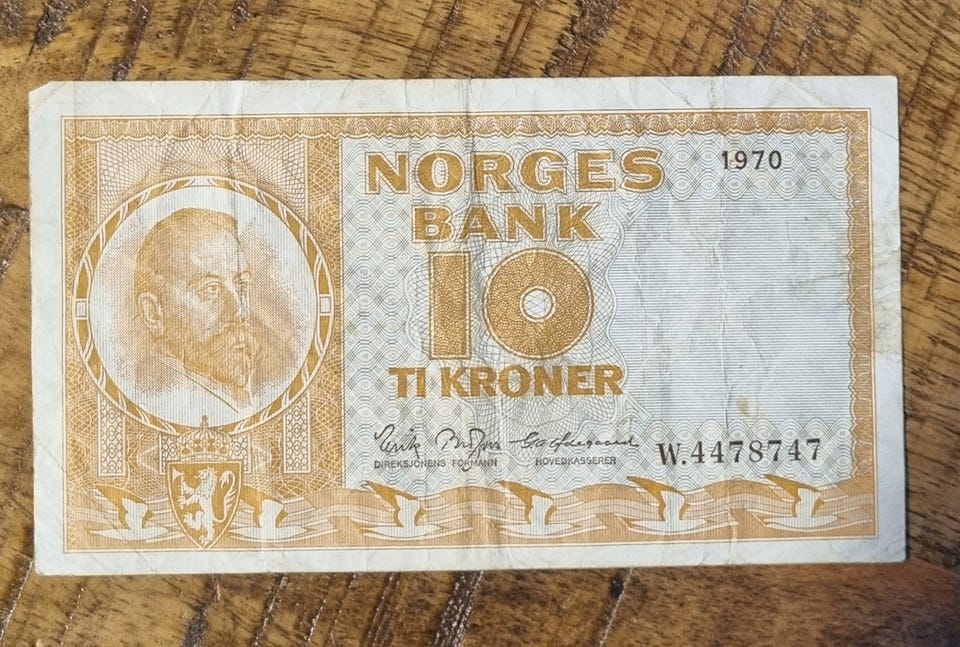 NORGES
1970
BANK
10
TI KRONER
DIREKSJONENS FORMANN
HOVEDKASSERER
W.4478747